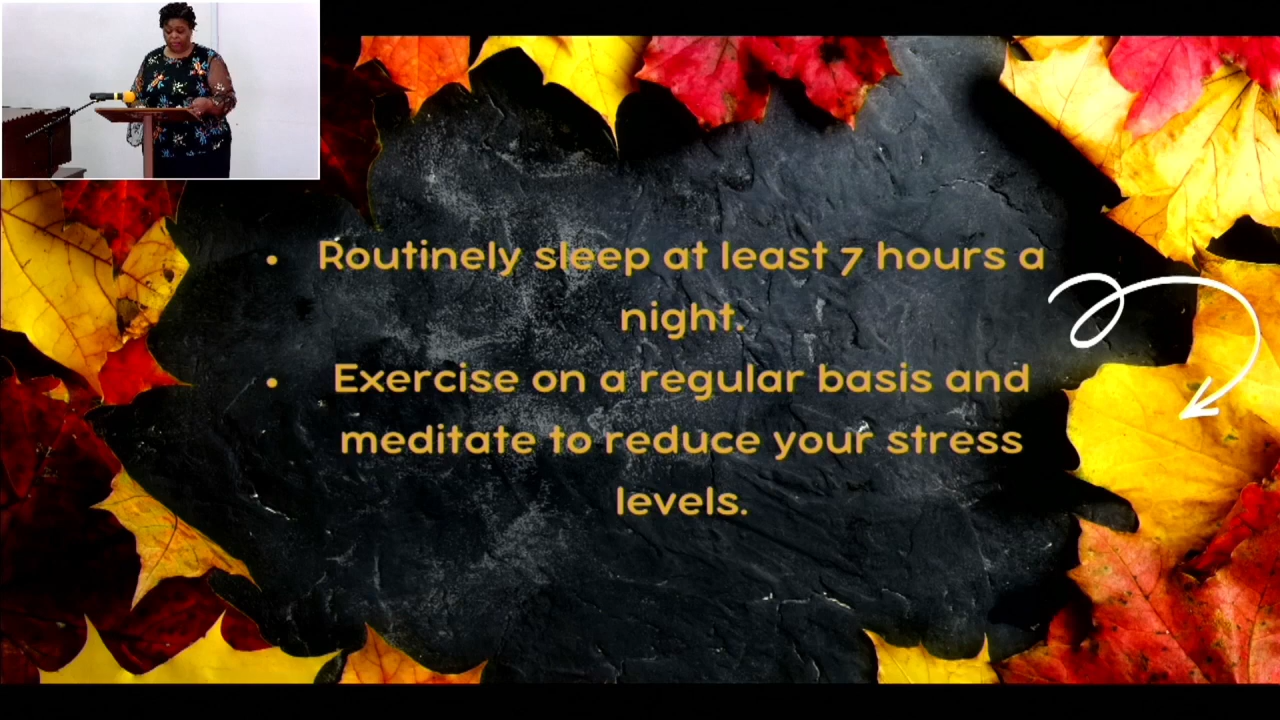 • Routinely sleep at least 7 hours a
night.
• Exercise on a regular basis and
meditate to reduce your stress
levels.